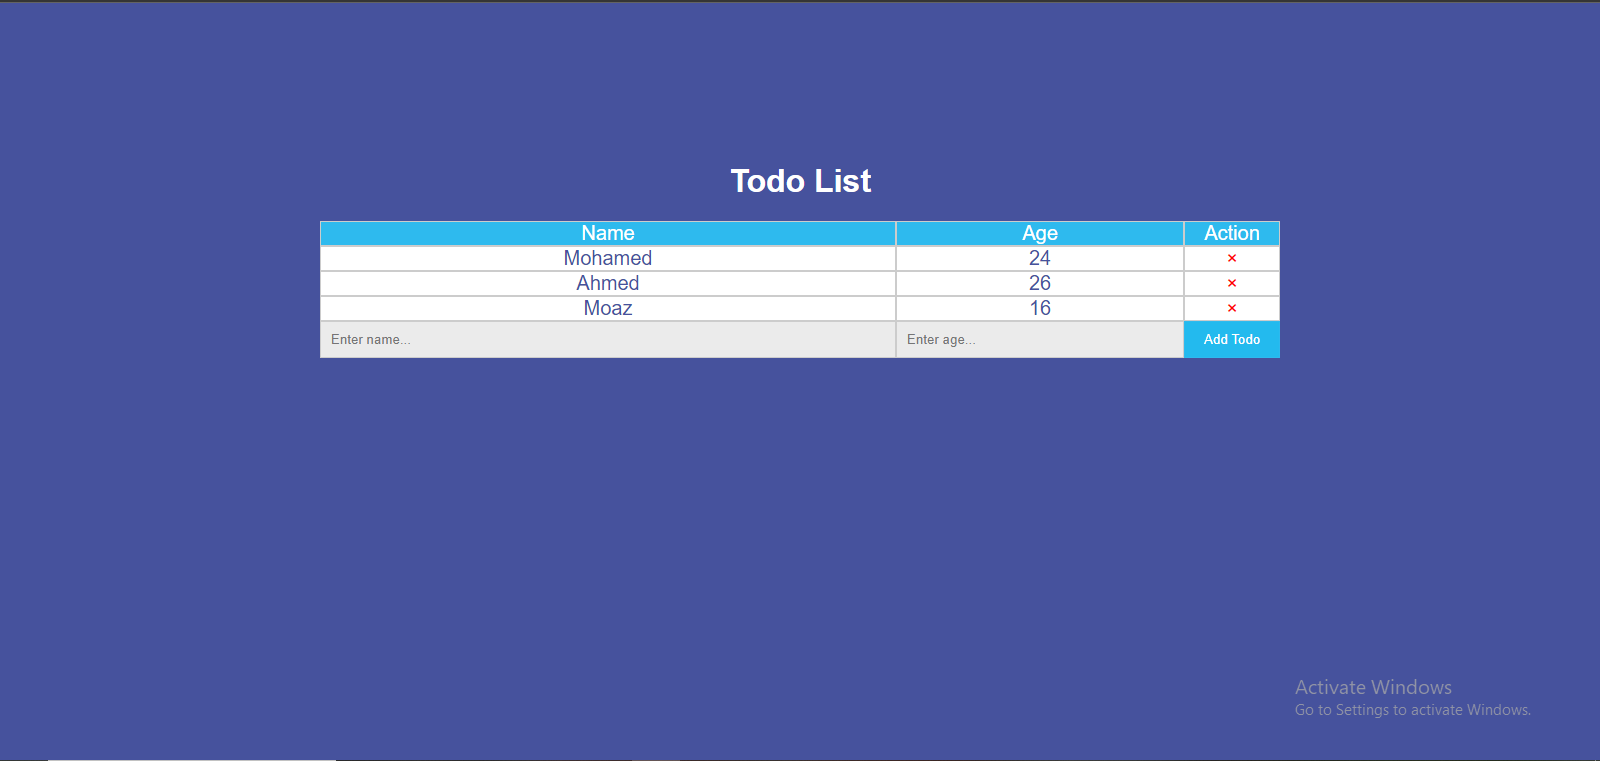 Todo List
Name Age Action
Mohamed 24 ×
Ahmed 26 ×
Moaz 16 ×
Enter name... Enter age... Add Todo
Activate Windows
Go to Settings to activate Windows.